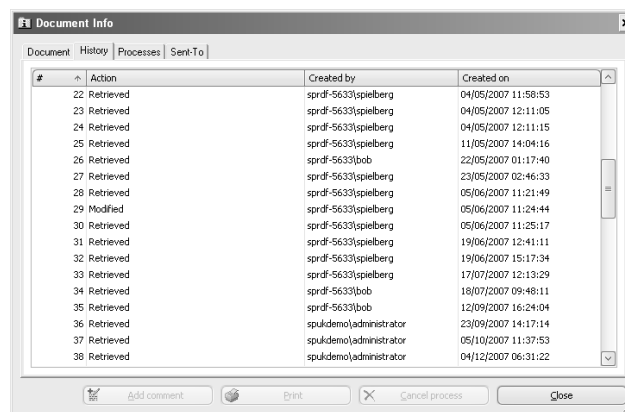 Document Info
Document History Processes Sent-To
# Action Created by Created on
22 Retrieved sprdf-5633\spielberg 04/05/2007 11:58:53
23 Retrieved sprdf-5633\spielberg 04/05/2007 12:11:05
24 Retrieved sprdf-5633\spielberg 04/05/2007 12:11:15
25 Retrieved sprdf-5633\spielberg 11/05/2007 14:04:16
26 Retrieved sprdf-5633\bob 22/05/2007 01:17:40
27 Retrieved sprdf-5633\spielberg 23/05/2007 02:46:33
28 Retrieved sprdf-5633\spielberg 05/06/2007 11:21:49
29 Modified sprdf-5633\spielberg 05/06/2007 11:24:44
30 Retrieved sprdf-5633\spielberg 05/06/2007 11:25:17
31 Retrieved sprdf-5633\spielberg 19/06/2007 12:41:11
32 Retrieved sprdf-5633\spielberg 19/06/2007 15:17:34
33 Retrieved sprdf-5633\spielberg 17/07/2007 12:13:29
34 Retrieved sprdf-5633\bob 18/07/2007 09:48:11
35 Retrieved sprdf-5633\bob 12/09/2007 16:24:04
36 Retrieved spukdemo\administrator 23/09/2007 14:17:14
37 Retrieved spukdemo\administrator 05/10/2007 11:37:53
38 Retrieved spukdemo\administrator 04/12/2007 06:31:22
Add comment Print Cancel process Close